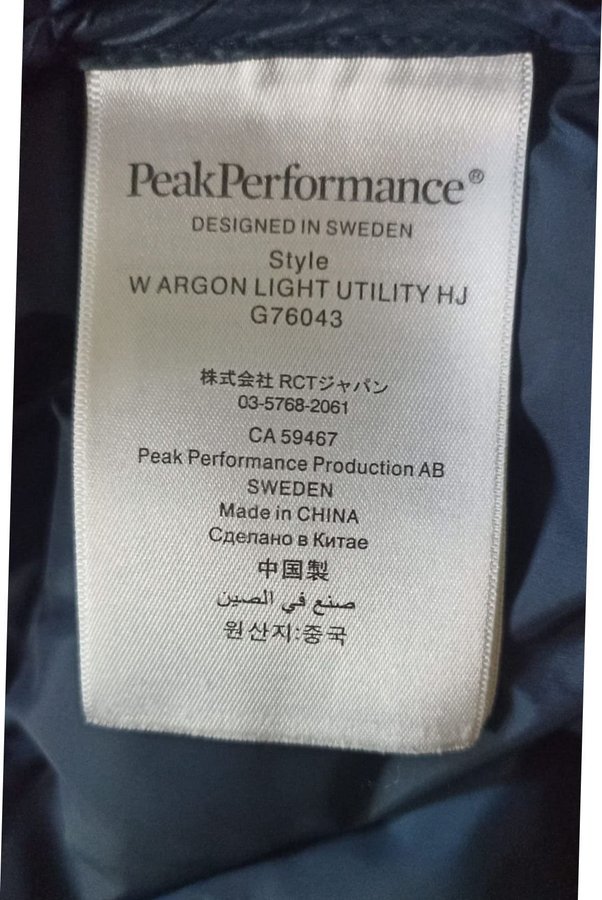 PeakPerformance®
DESIGNED IN SWEDEN
Style
W ARGON LIGHT UTILITY HJ
G76043
株式会社 RCTジャパン
03-5768-2061
CA 59467
Peak Performance Production AB
SWEDEN
Made in CHINA
Сделано в Китае
中国製
صنع في الصين
원산지:중국